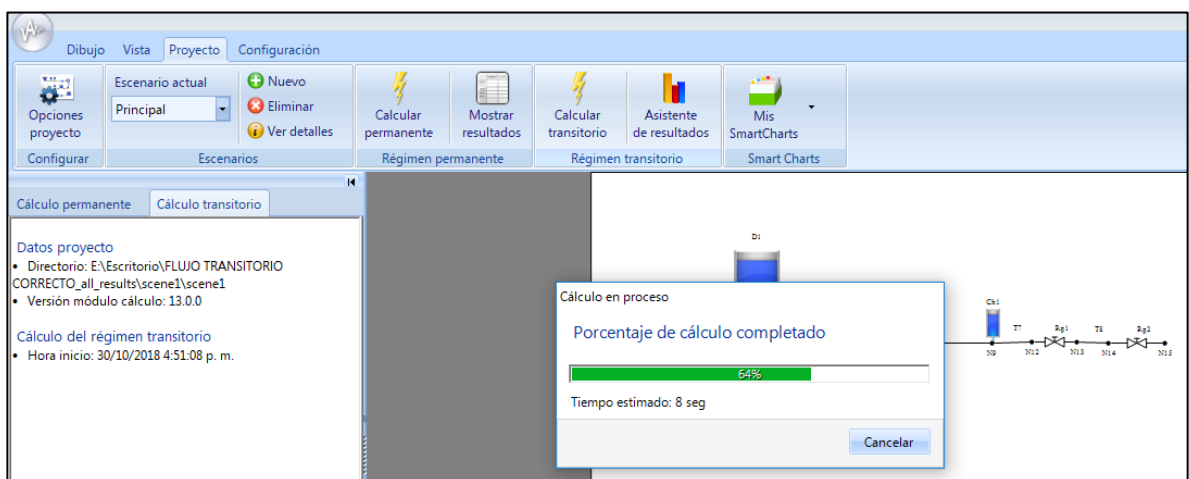 Dibujo Vista Proyecto Configuración
Opciones proyecto
Configurar
Escenario actual
Principal
Nuevo
Eliminar
Ver detalles
Escenarios
Calcular permanente
Mostrar resultados
Régimen permanente
Calcular transitorio
Asistente de resultados
Régimen transitorio
Mis SmartCharts
Smart Charts
Cálculo permanente Cálculo transitorio
Datos proyecto
• Directorio: E:\Escritorio\FLUJO TRANSITORIO
CORRECTO_all_results\scene1\scene1
• Versión módulo cálculo: 13.0.0
Cálculo del régimen transitorio
• Hora inicio: 30/10/2018 4:51:08 p. m.
D1
Cálculo en proceso
Porcentaje de cálculo completado
64%
Tiempo estimado: 8 seg
Cancelar
Ch1
T7 Rg1 T8 Rg2
N9 N12 N13 N14 N15